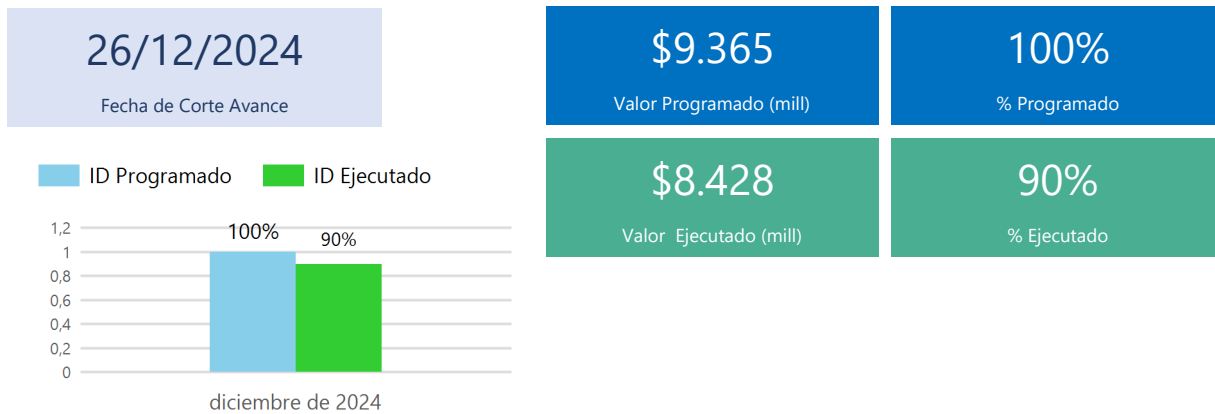 26/12/2024
Fecha de Corte Avance
$9.365
Valor Programado (mill)
100%
% Programado
$8.428
Valor  Ejecutado (mill)
90%
% Ejecutado
ID Programado
ID Ejecutado
1,2
1
0,8
0,6
0,4
0,2
0
100%
90%
diciembre de 2024